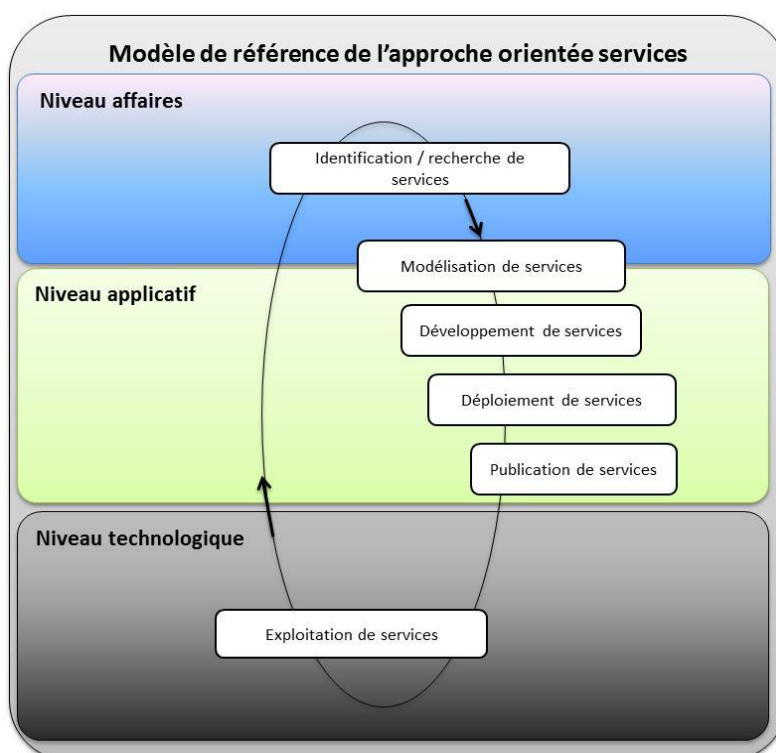 Modèle de référence de l'approche orientée services
Niveau affaires
Identification / recherche de
services
Modélisation de services
Niveau applicatif
Développement de services
Déploiement de services
Publication de services
Niveau technologique
Exploitation de services